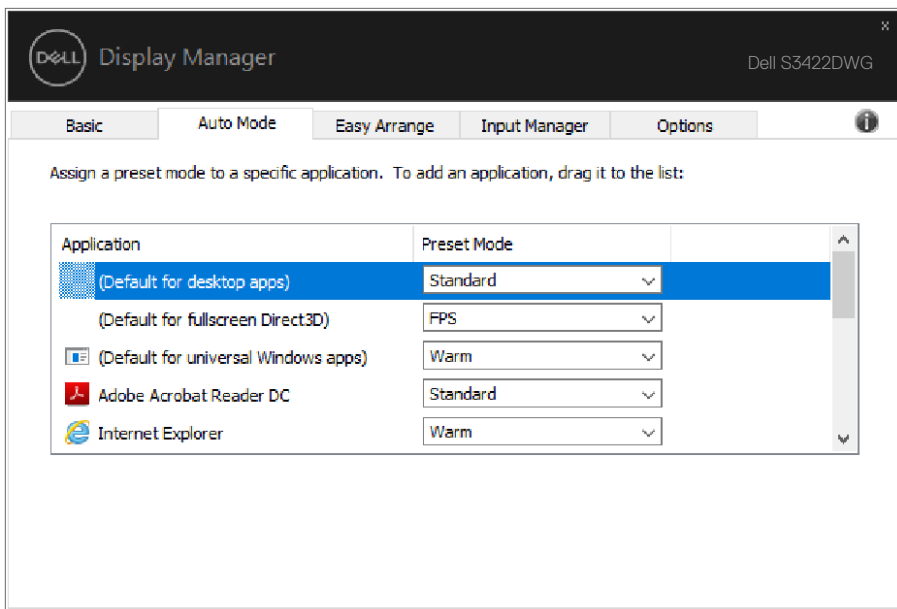 x
DELL Display Manager
Dell S3422DWG
Basic Auto Mode Easy Arrange Input Manager Options
Assign a preset mode to a specific application. To add an application, drag it to the list:
Application Preset Mode
(Default for desktop apps) Standard
(Default for fullscreen Direct3D) FPS
(Default for universal Windows apps) Warm
Adobe Acrobat Reader DC Standard
Internet Explorer Warm